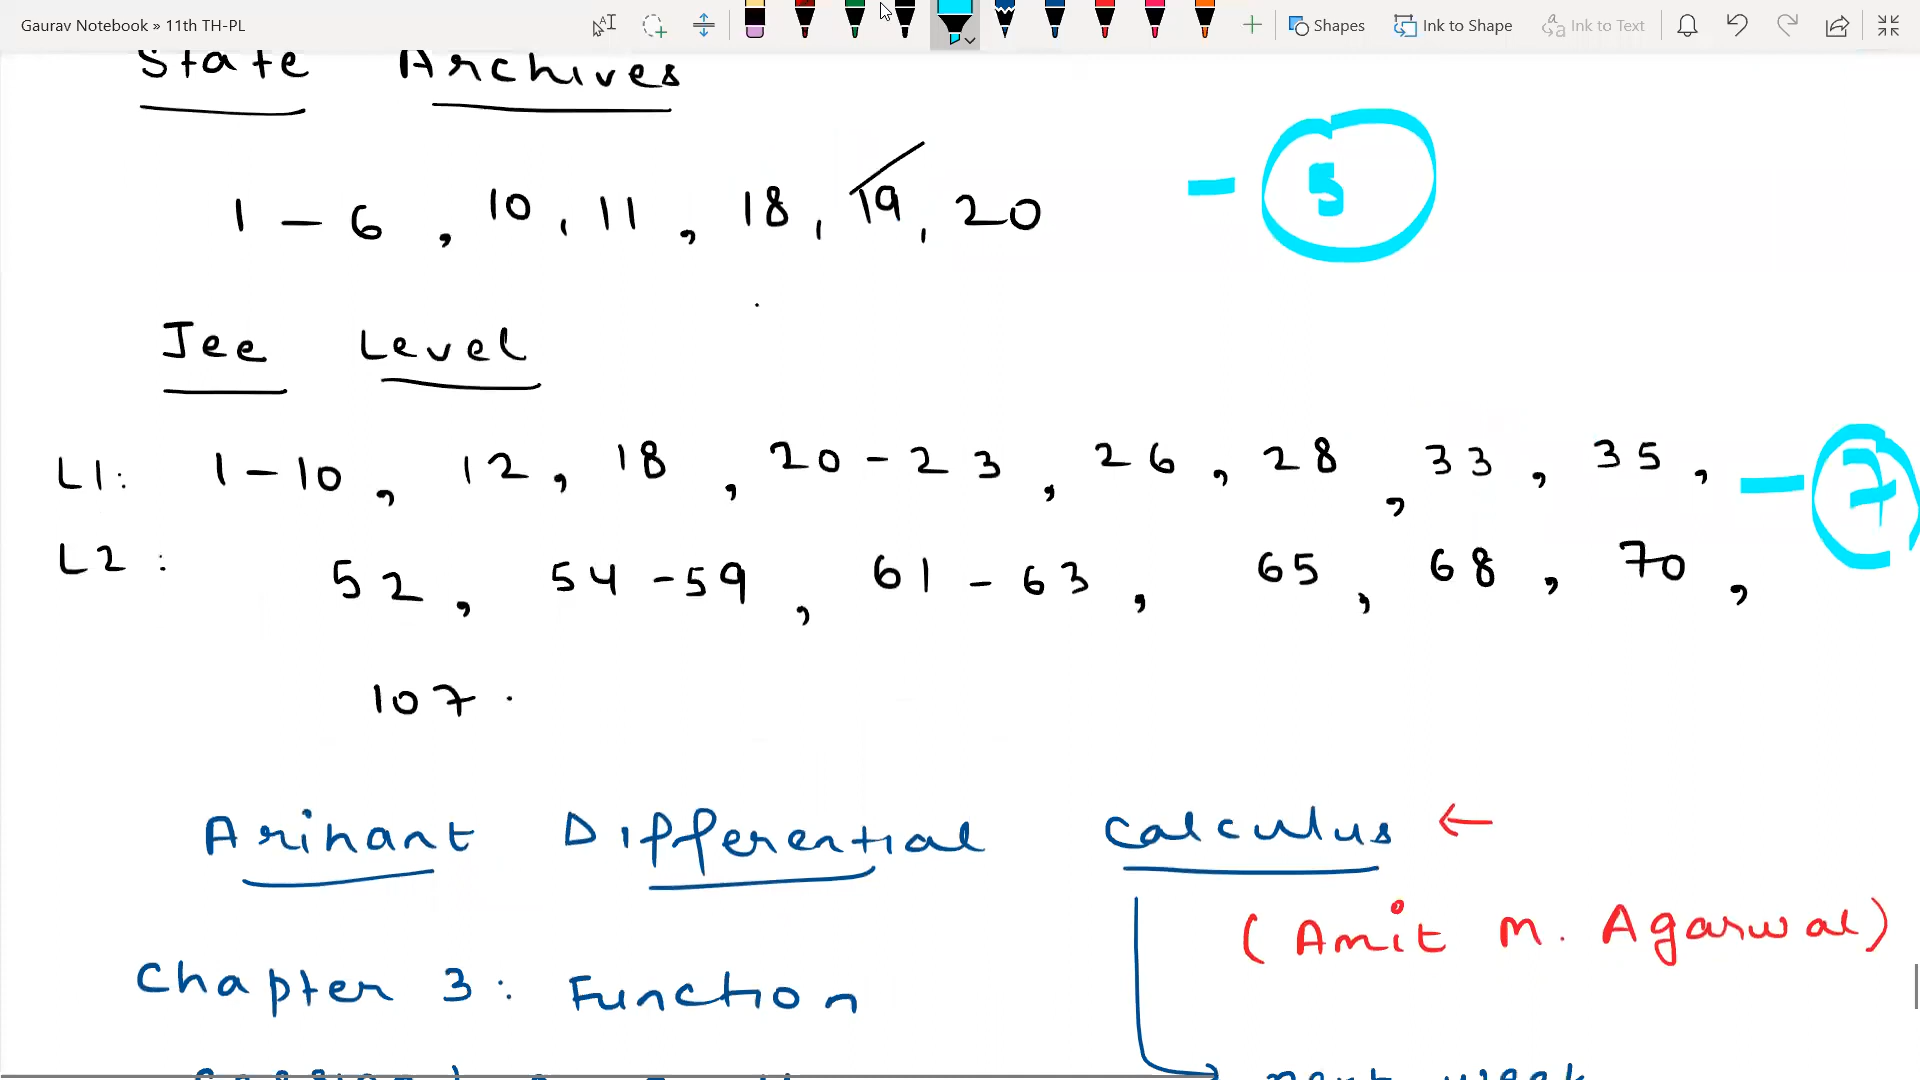 Gaurav Notebook » 11th TH-PL Shapes Ink to Shape Ink to Text
State Archives
1 - 6 , 10 , 11 , 18 , 19 , 20 - 5
Jee Level
L1: 1 - 10 , 12 , 18 , 20 - 23 , 26 , 28 , 33 , 35 , - 7
L2 : 52 , 54 - 59 , 61 - 63 , 65 , 68 , 70 ,
107 .
Arihant Differential Calculus ←
(Amit M. Agarwal)
Chapter 3 : Function
next week